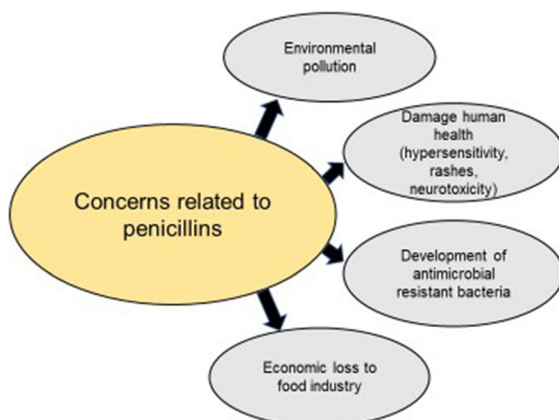 Environmental
pollution
Damage human
health
(hypersensitivity,
rashes,
neurotoxicity)
Concerns related to
penicillins
Development of
antimicrobial
resistant bacteria
Economic loss to
food industry